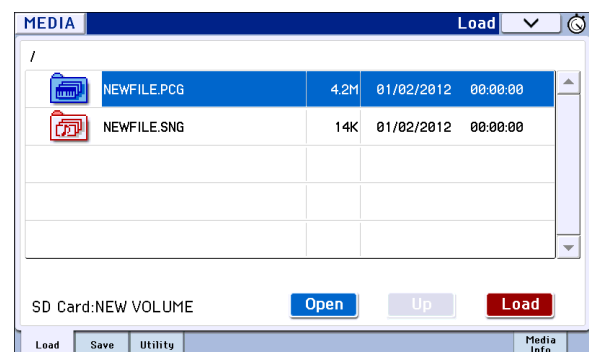 MEDIA Load
/
NEWFILE.PCG 4.2M 01/02/2012 00:00:00
NEWFILE.SNG 14K 01/02/2012 00:00:00
SD Card:NEW VOLUME Open Up Load
Load Save Utility Media
Info